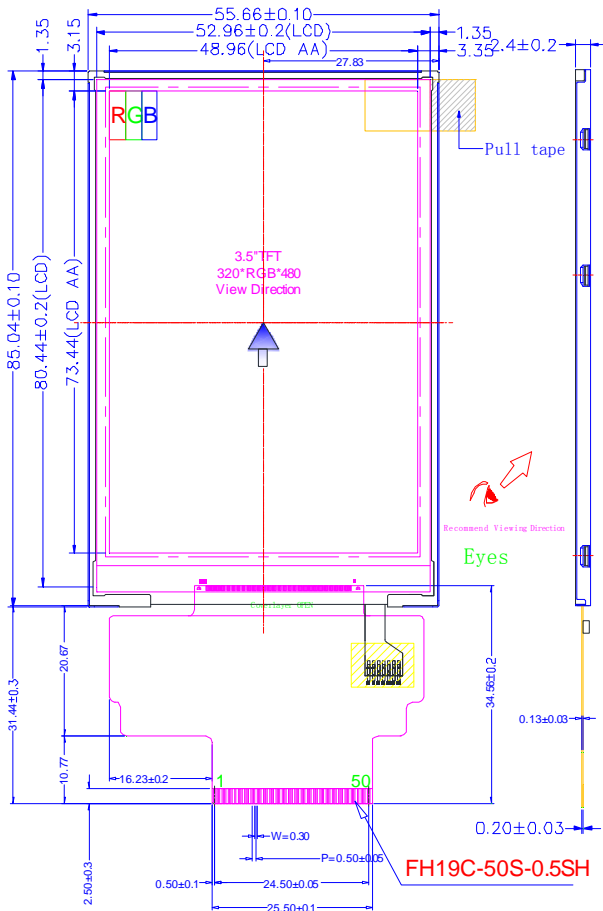 55.66±0.10
52.96±0.2(LCD)
1.35
48.96(LCD AA)
3.35
2.4±0.2
27.83
1.35
3.15
RGB
Pull tape
3.5"TFT
320*RGB*480
View Direction
85.04±0.10
80.44±0.2(LCD)
73.44(LCD AA)
Recommend Viewing Direction
Eyes
Coverlayer OPEN
31.44±0.3
20.67
34.56±0.2
0.13±0.03
10.77
16.23±0.2
1
50
2.50±0.3
W=0.30
0.20±0.03
P=0.50±0.05
FH19C-50S-0.5SH
0.50±0.1
24.50±0.05
25.50±0.1